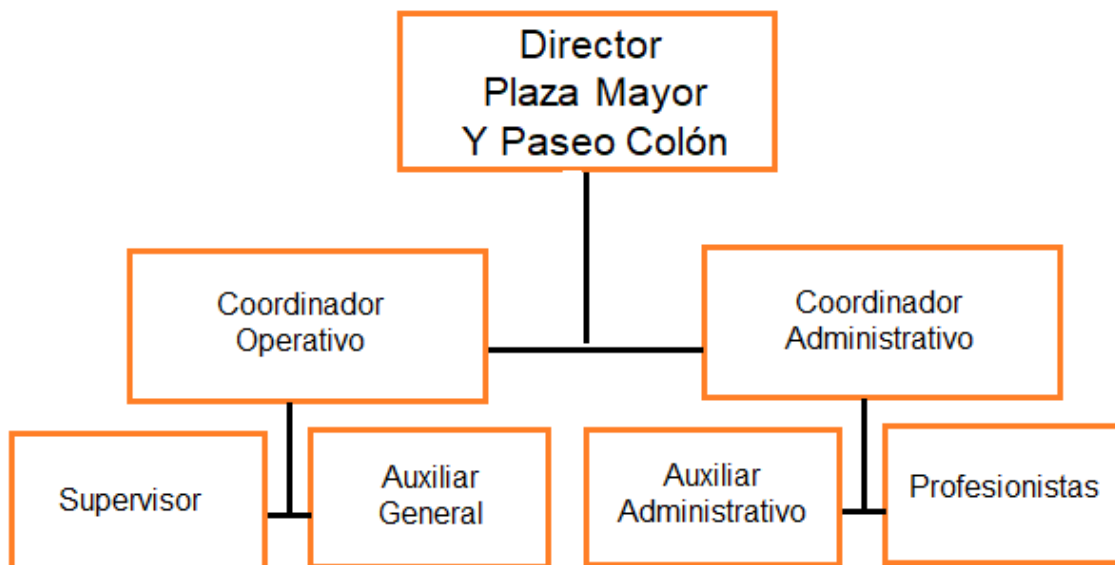 Director
Plaza Mayor
Y Paseo Colón
Coordinador
Operativo
Coordinador
Administrativo
Supervisor
Auxiliar
General
Auxiliar
Administrativo
Profesionistas